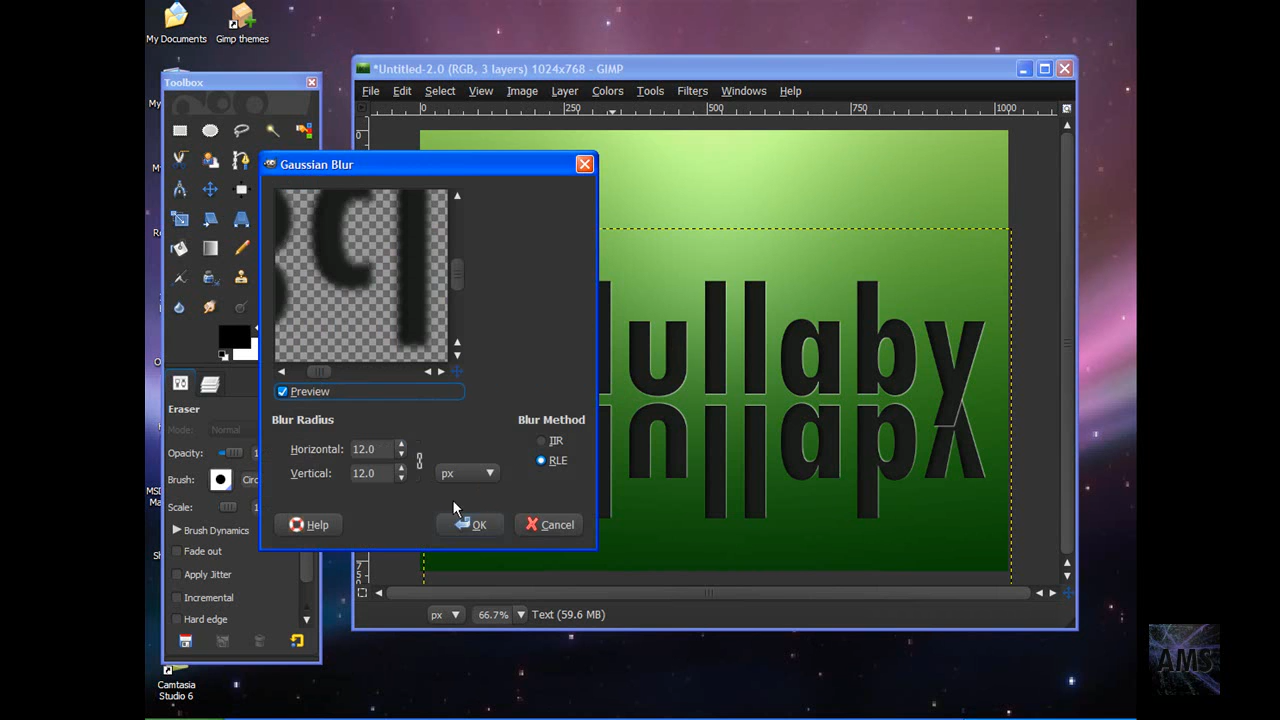 My Documents
Gimp themes
Toolbox
*Untitled-2.0 (RGB, 3 layers) 1024x768 - GIMP
File Edit Select View Image Layer Colors Tools Filters Windows Help
0 250 500 750 1000
0
Gaussian Blur
Preview
Blur Radius
Horizontal: 12.0
Vertical: 12.0
px
Blur Method
IIR
RLE
Help
OK
Cancel
ullaby
Eraser
Mode: Normal
Opacity:
Brush: Circ
Scale:
Brush Dynamics
Fade out
Apply Jitter
Incremental
Hard edge
px 66.7% Text (59.6 MB)
Camtasia
Studio 6
AMS